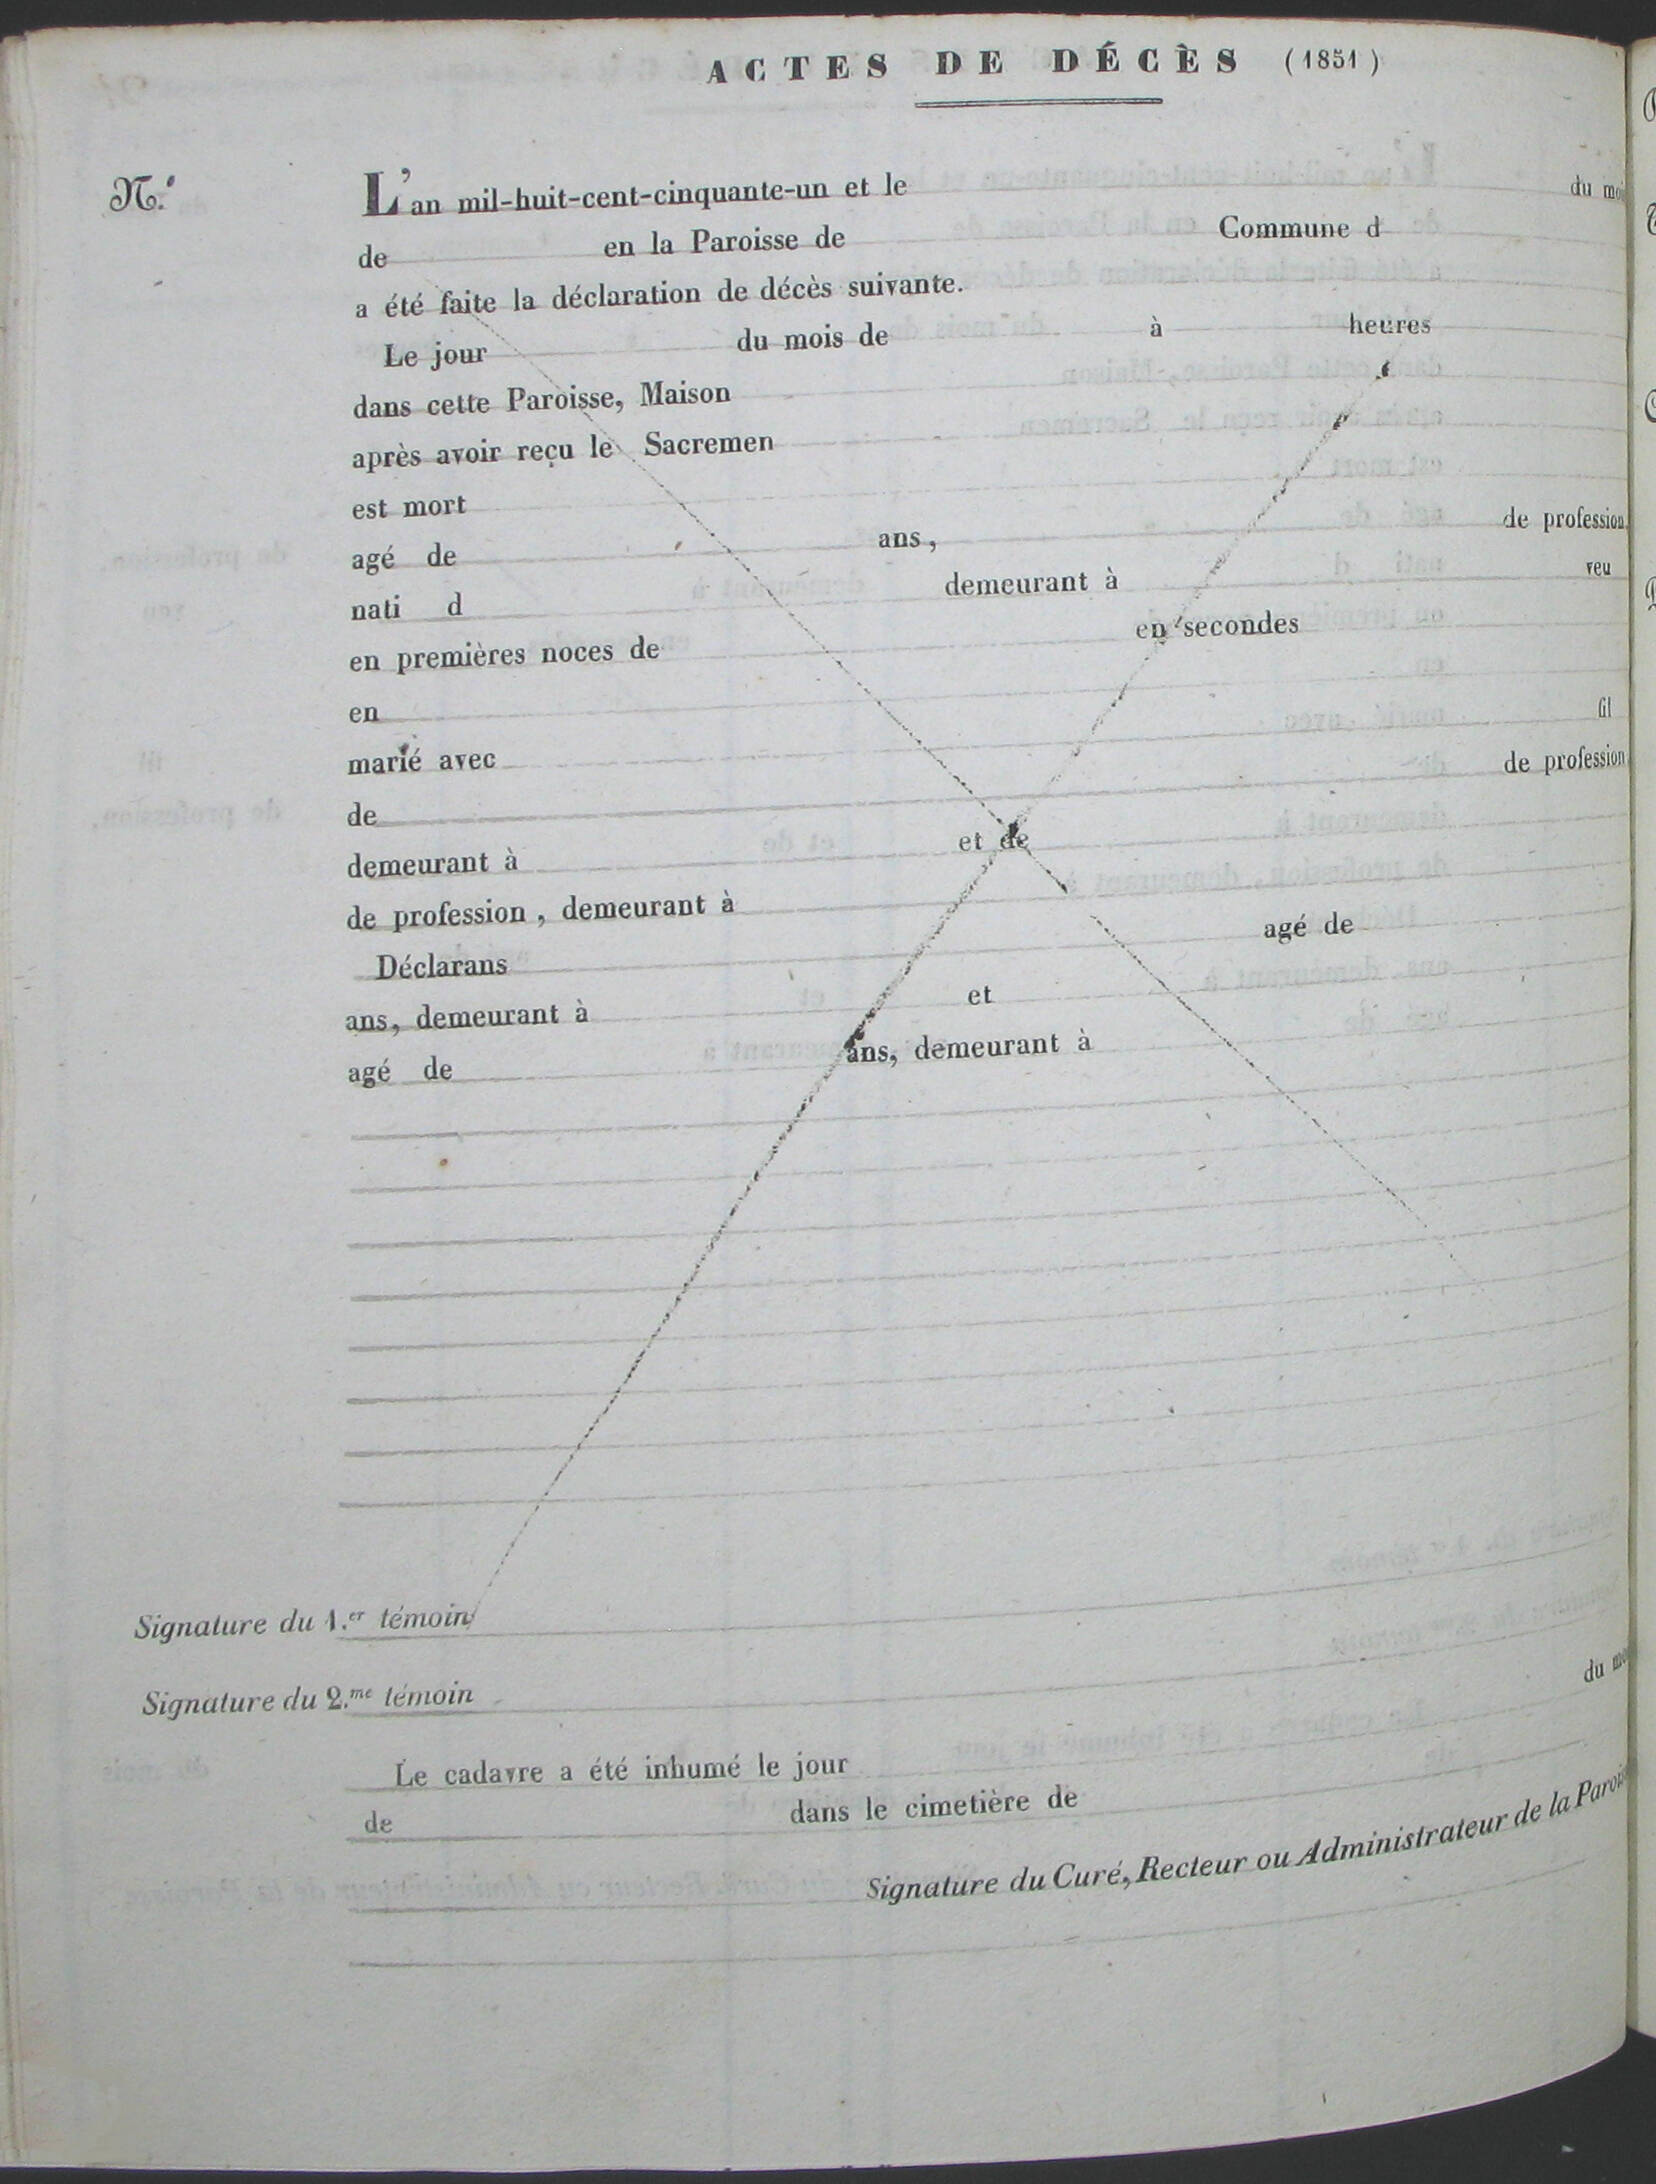 ACTES DE DÉCÈS (1851)
N.o
L'an mil-huit-cent-cinquante-un et le du moi
de en la Paroisse de Commune d
a été faite la déclaration de décès suivante.
Le jour du mois de à heures
dans cette Paroisse, Maison
après avoir reçu le Sacremen
est mort
agé de ans, de profession
nati d demeurant à veu
en premières noces de en secondes
en
marié avec fil
de de profession
demeurant à et de
de profession, demeurant à
Déclarans agé de
ans, demeurant à et
agé de ans, demeurant à
Signature du 1.er témoin
Signature du 2.me témoin
Le cadavre a été inhumé le jour du mo
de dans le cimetière de
Signature du Curé, Recteur ou Administrateur de la Parois